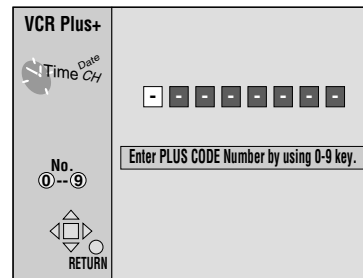 VCR Plus+
Time Date CH
- - - - - - - -
Enter PLUS CODE Number by using 0-9 key.
No.
0--9
RETURN